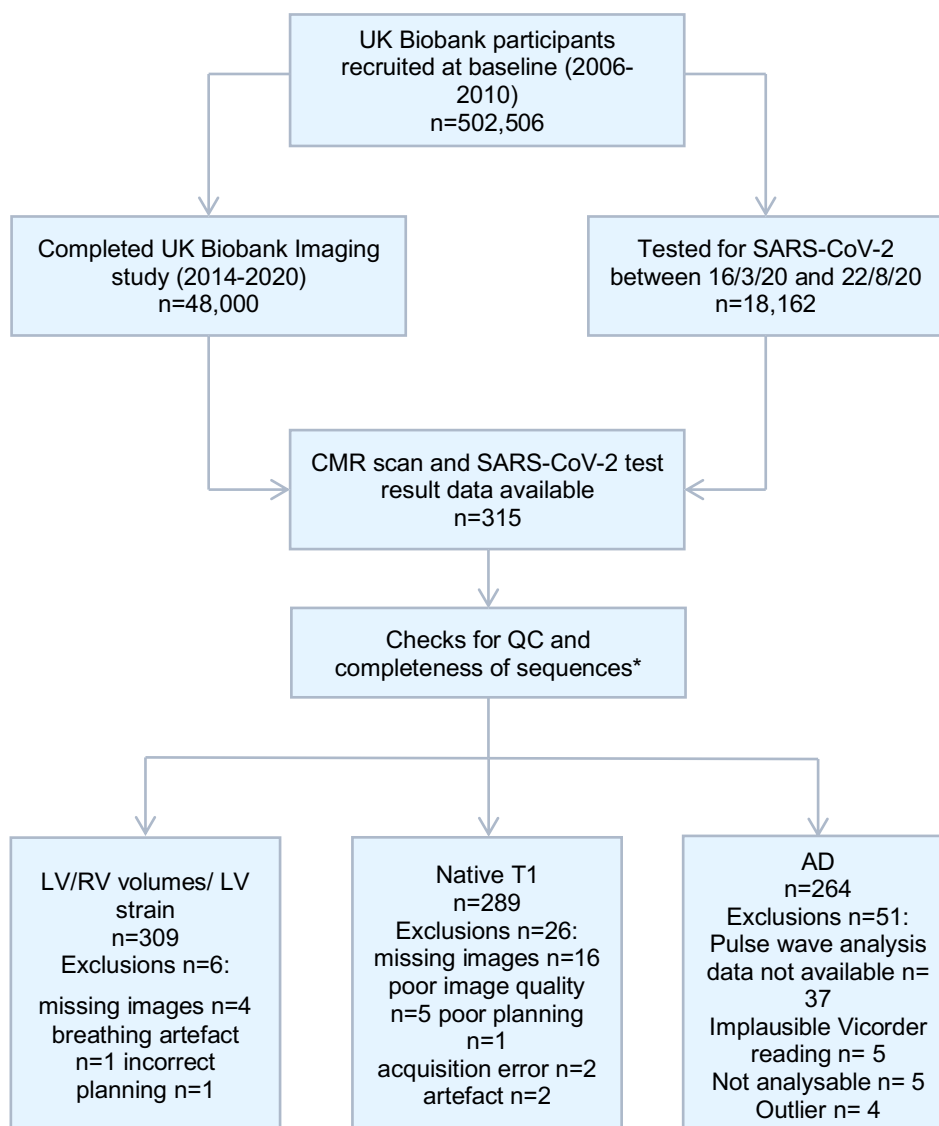 UK Biobank participants
recruited at baseline (2006-
2010)
n=502,506
Completed UK Biobank Imaging
study (2014-2020)
n=48,000
Tested for SARS-CoV-2
between 16/3/20 and 22/8/20
n=18,162
CMR scan and SARS-CoV-2 test
result data available
n=315
Checks for QC and
completeness of sequences*
LV/RV volumes/ LV
strain
n=309
Exclusions n=6:
missing images n=4
breathing artefact
n=1 incorrect
planning n=1
Native T1
n=289
Exclusions n=26:
missing images n=16
poor image quality
n=5 poor planning
n=1
acquisition error n=2
artefact n=2
AD
n=264
Exclusions n=51:
Pulse wave analysis
data not available n=
37
Implausible Vicorder
reading n= 5
Not analysable n= 5
Outlier n= 4